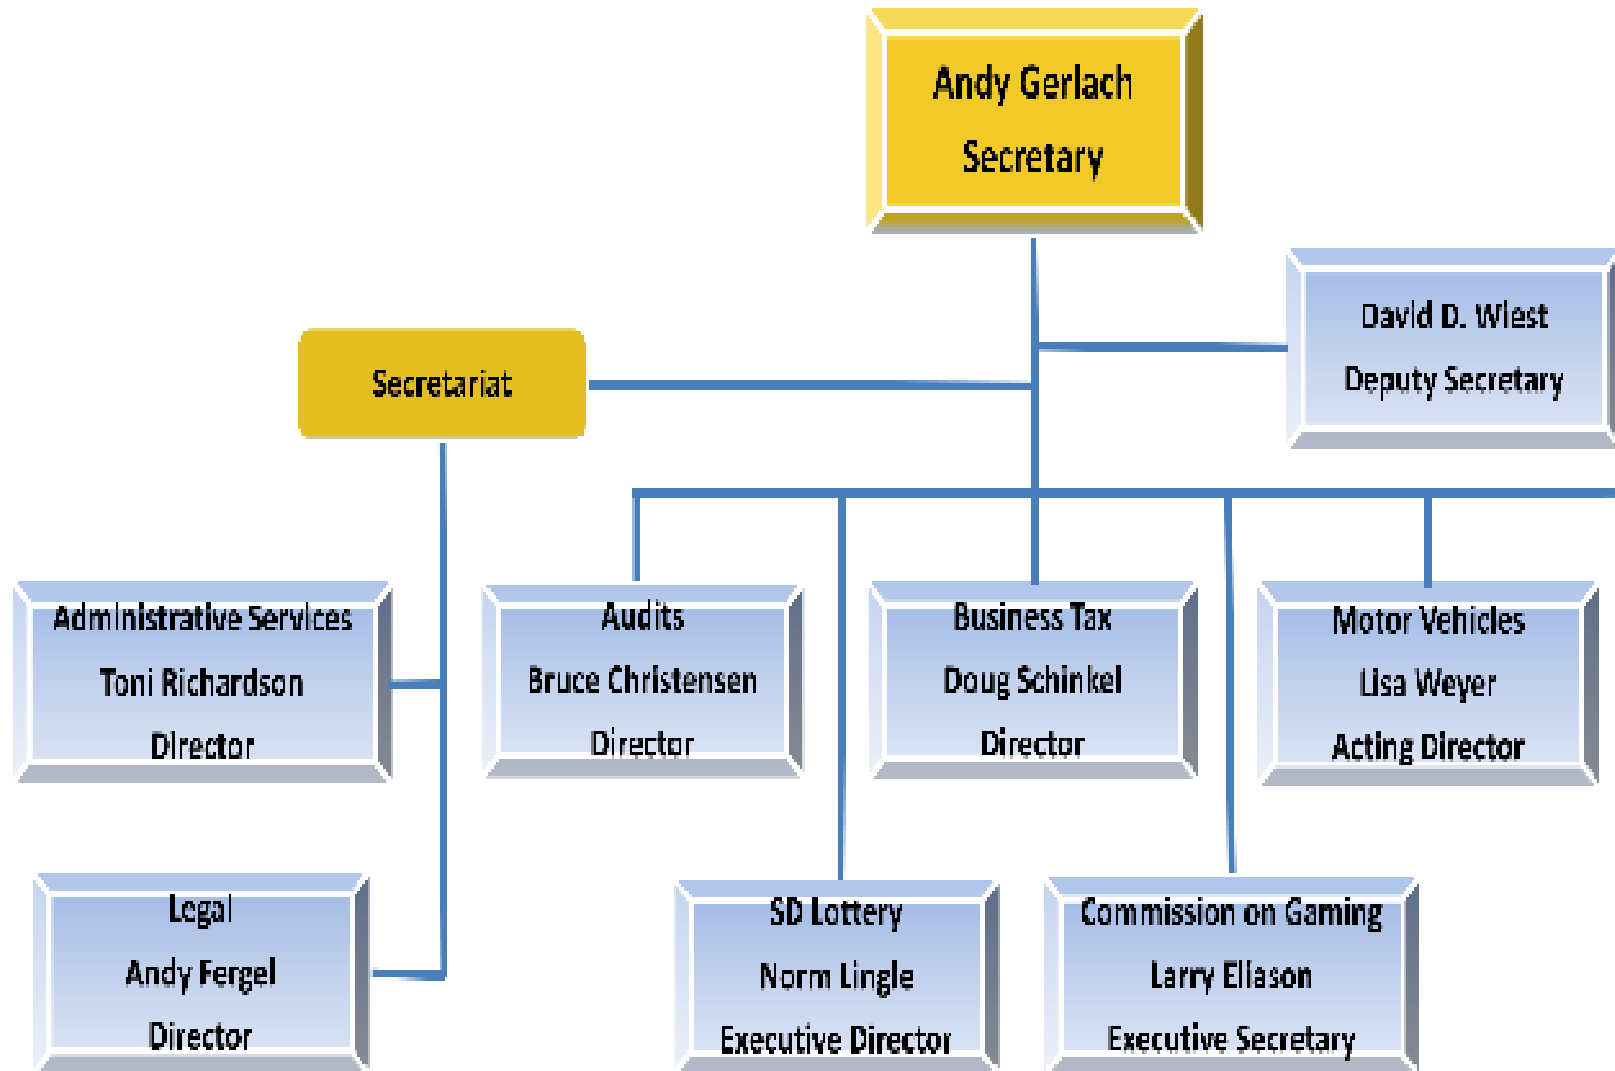 Andy Gerlach
Secretary
David D. Wiest
Deputy Secretary
Secretariat
Administrative Services
Toni Richardson
Director
Audits
Bruce Christensen
Director
Business Tax
Doug Schinkel
Director
Motor Vehicles
Lisa Weyer
Acting Director
Legal
Andy Fergel
Director
SD Lottery
Norm Lingle
Executive Director
Commission on Gaming
Larry Eliason
Executive Secretary